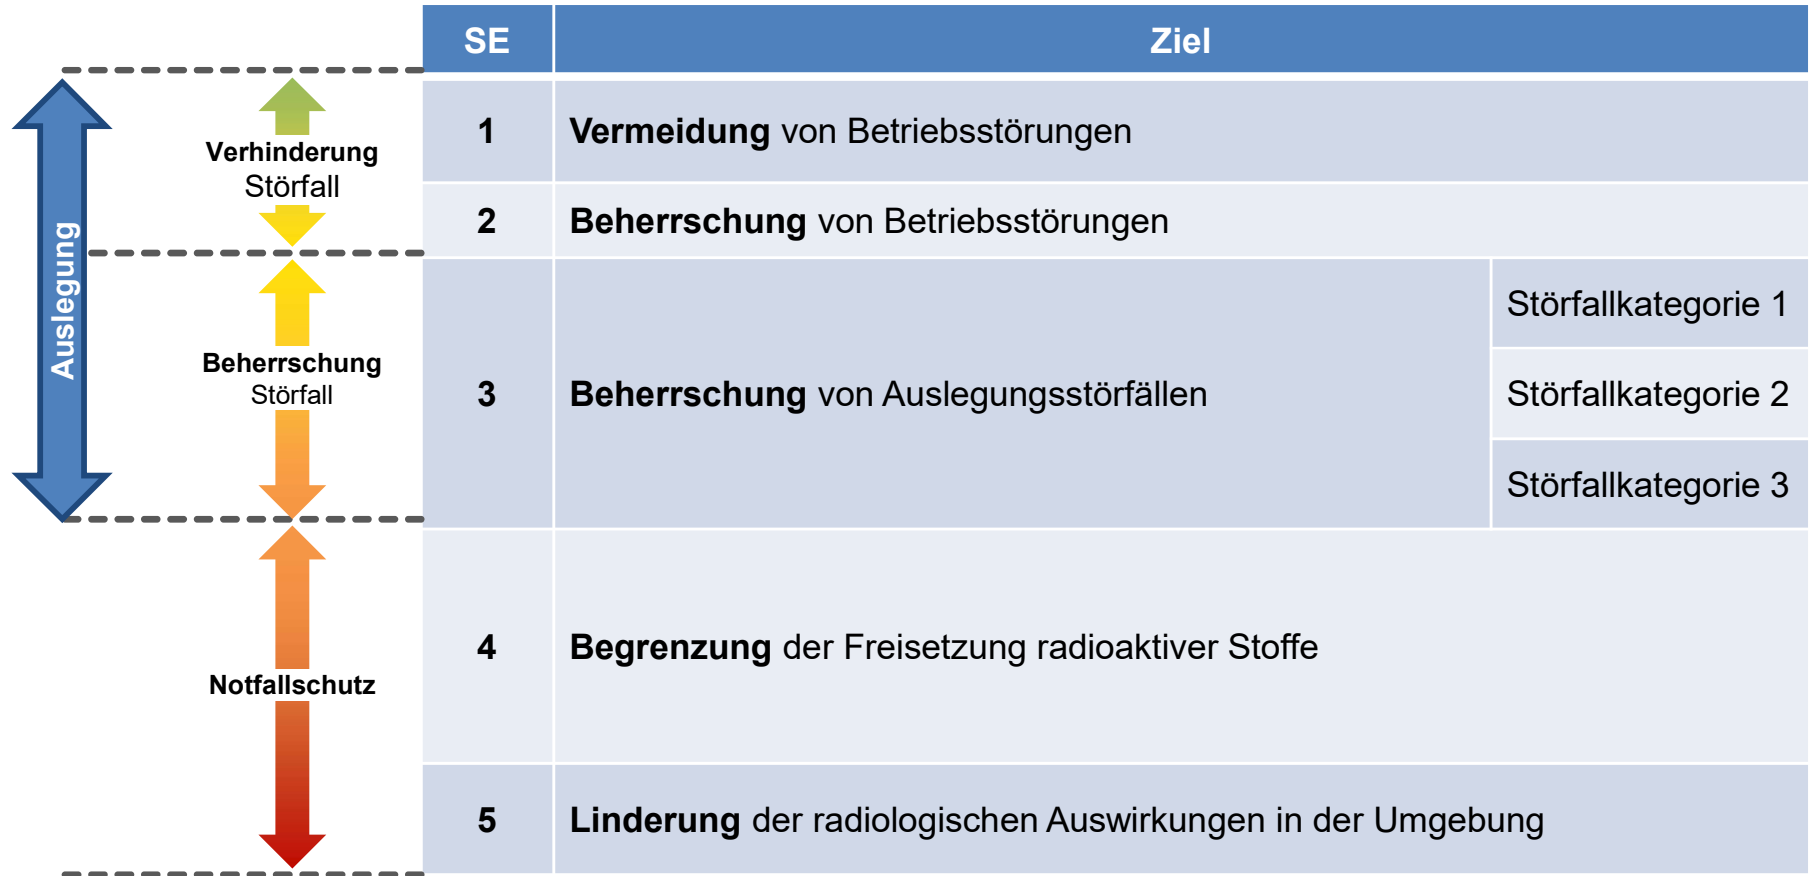 SE
Ziel
Auslegung
Verhinderung
Störfall
1
Vermeidung von Betriebsstörungen
2
Beherrschung von Betriebsstörungen
Beherrschung
Störfall
3
Beherrschung von Auslegungsstörfällen
Störfallkategorie 1
Störfallkategorie 2
Störfallkategorie 3
Notfallschutz
4
Begrenzung der Freisetzung radioaktiver Stoffe
5
Linderung der radiologischen Auswirkungen in der Umgebung